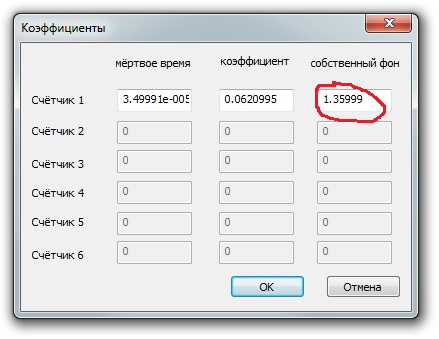 Коэффициенты
мёртвое время коэффициент собственный фон
Счётчик 1 3.49991e-005 0.0620995 1.35999
Счётчик 2 0 0 0
Счётчик 3 0 0 0
Счётчик 4 0 0 0
Счётчик 5 0 0 0
Счётчик 6 0 0 0
OK Отмена